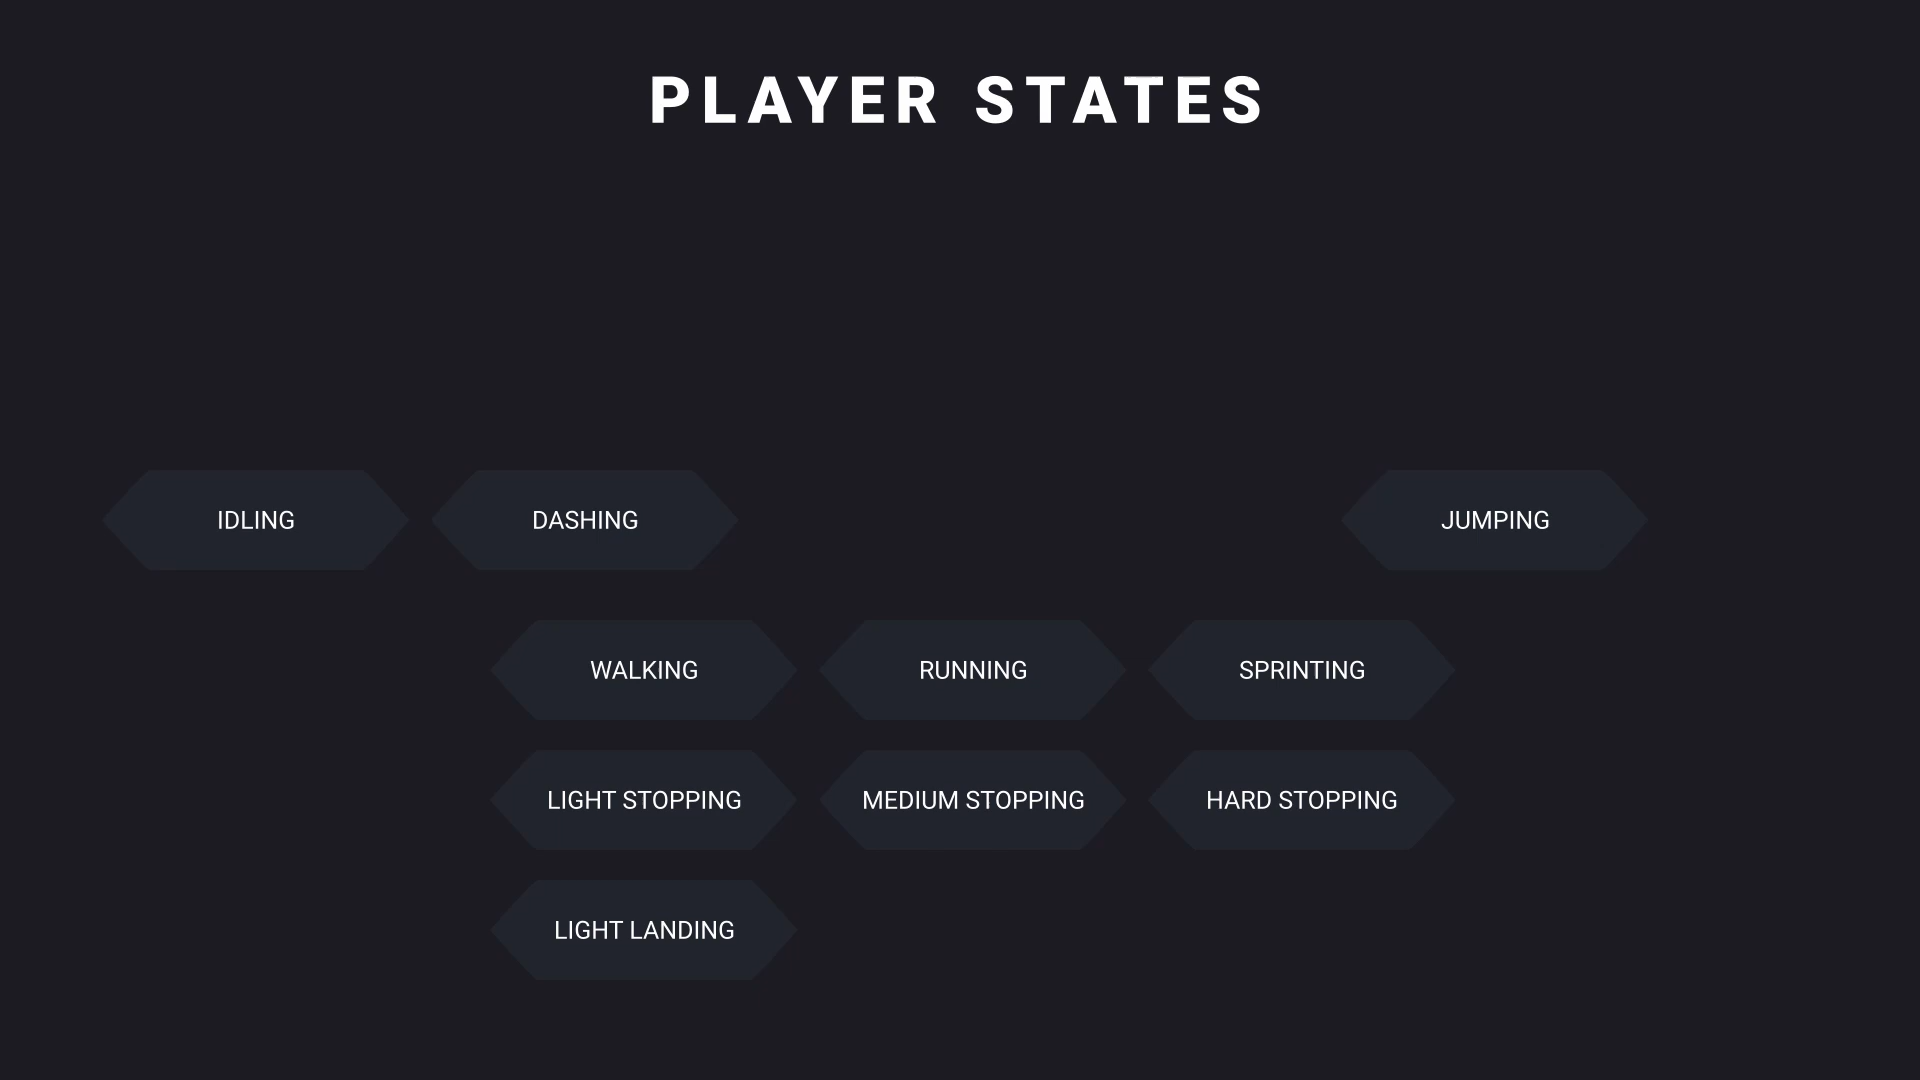 PLAYER STATES
IDLING
DASHING
JUMPING
WALKING
RUNNING
SPRINTING
LIGHT STOPPING
MEDIUM STOPPING
HARD STOPPING
LIGHT LANDING